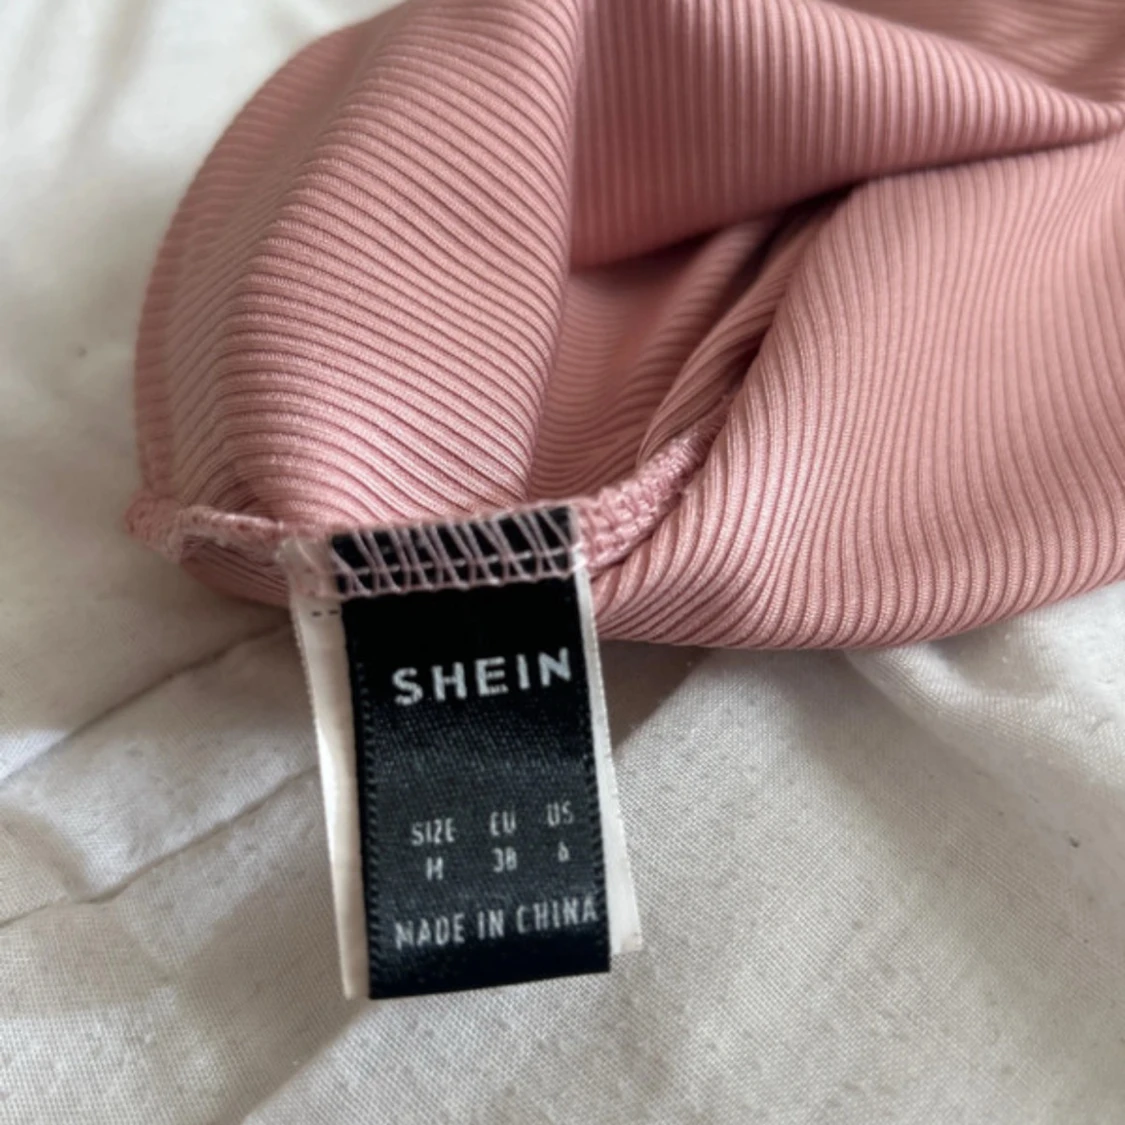 SHEIN
SIZE EU US
M 38 6
MADE IN CHINA